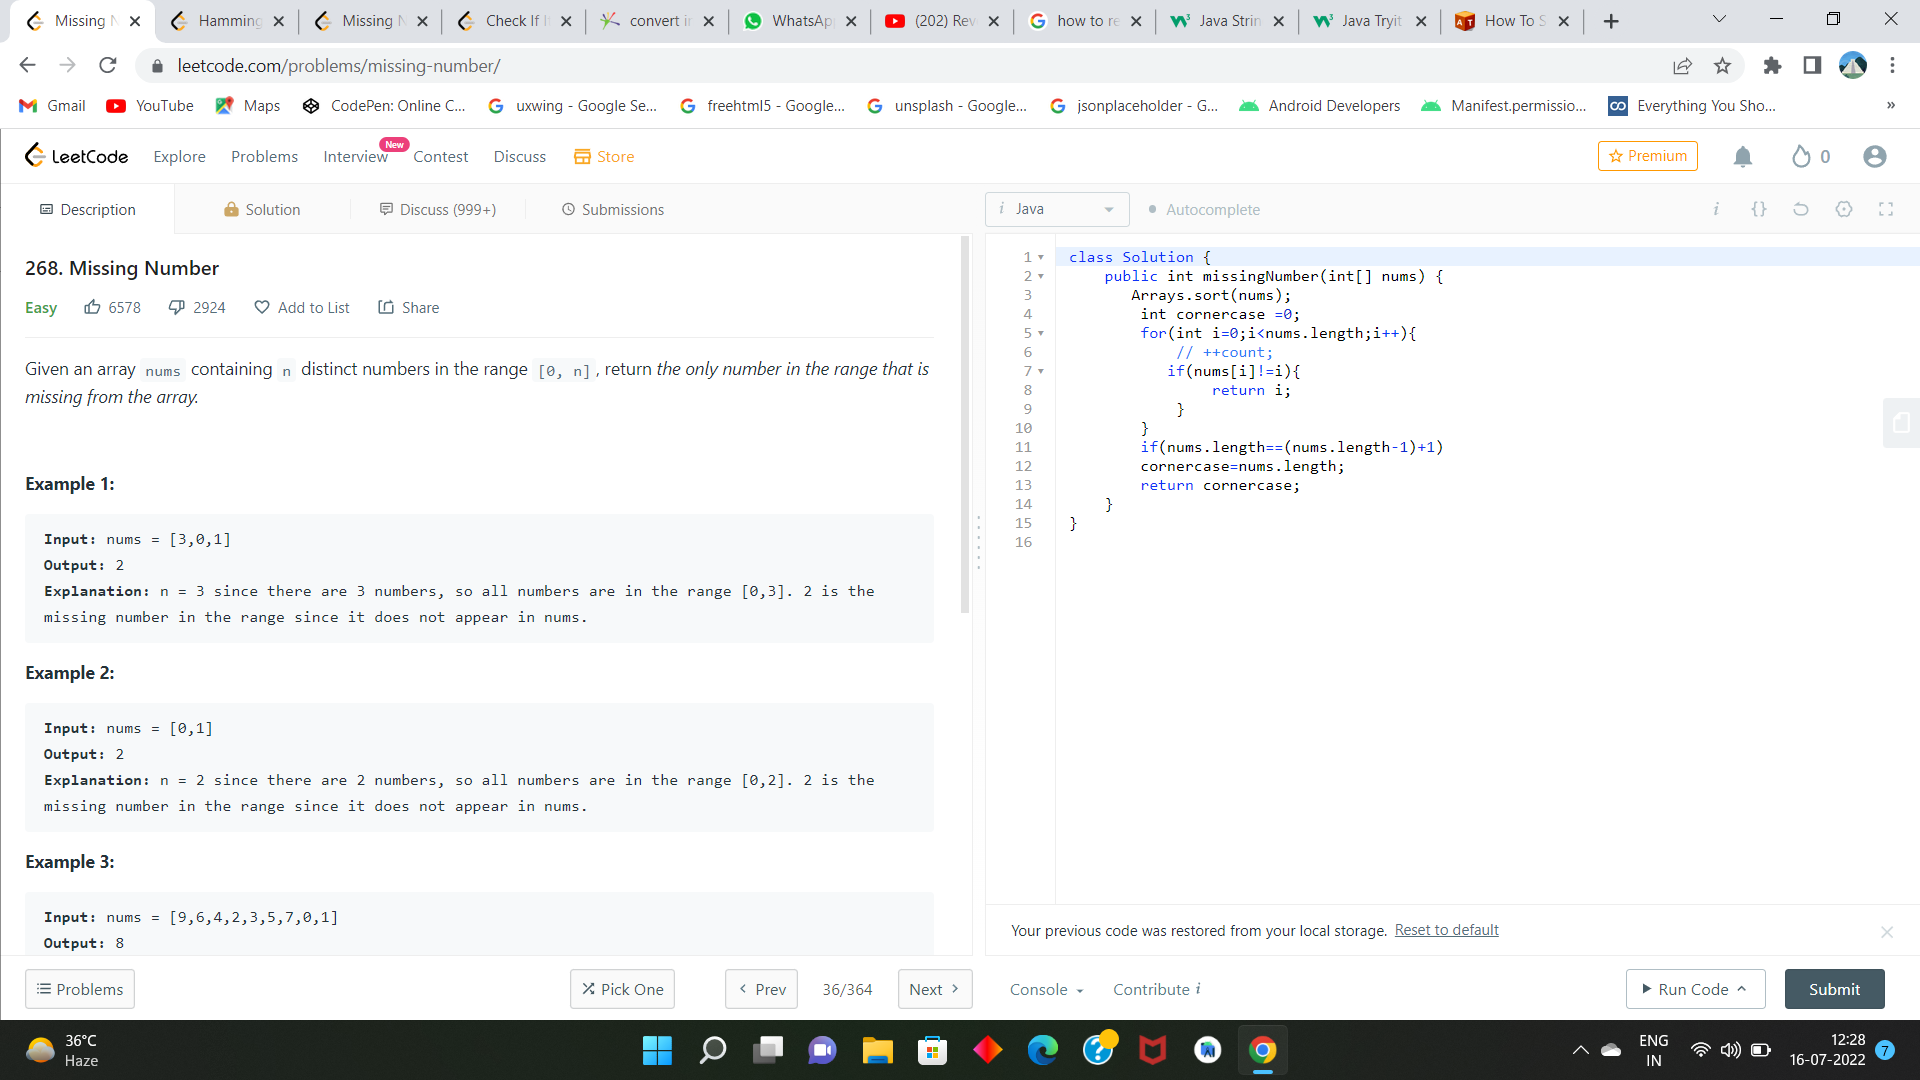 Missing N
Hamming
Missing N
Check If
convert i
WhatsAp
(202) Rev
how to re
Java Strin
Java Tryit
How To S
leetcode.com/problems/missing-number/
Gmail
YouTube
Maps
CodePen: Online C...
uxwing - Google Se...
freehtml5 - Google...
unsplash - Google...
jsonplaceholder - G...
Android Developers
Manifest.permissio...
Everything You Sho...
»
LeetCode
Explore
Problems
Interview
New
Contest
Discuss
Store
Premium
0
Description
Solution
Discuss (999+)
Submissions
i Java
Autocomplete
i {}
268. Missing Number
Easy 6578 2924 Add to List Share
Given an array nums containing n distinct numbers in the range [0, n], return the only number in the range that is
missing from the array.
Example 1:
Input: nums = [3,0,1]
Output: 2
Explanation: n = 3 since there are 3 numbers, so all numbers are in the range [0,3]. 2 is the
missing number in the range since it does not appear in nums.
Example 2:
Input: nums = [0,1]
Output: 2
Explanation: n = 2 since there are 2 numbers, so all numbers are in the range [0,2]. 2 is the
missing number in the range since it does not appear in nums.
Example 3:
Input: nums = [9,6,4,2,3,5,7,0,1]
Output: 8
1 class Solution {
2 public int missingNumber(int[] nums) {
3 Arrays.sort(nums);
4 int cornercase =0;
5 for(int i=0;i<nums.length;i++){
6 // ++count;
7 if(nums[i]!=i){
8 return i;
9 }
10 }
11 if(nums.length==(nums.length-1)+1)
12 cornercase=nums.length;
13 return cornercase;
14 }
15 }
16
Your previous code was restored from your local storage. Reset to default
Problems
Pick One
Prev
36/364
Next
Console
Contribute i
Run Code
Submit
36°C
Haze
ENG
IN
12:28
16-07-2022
7